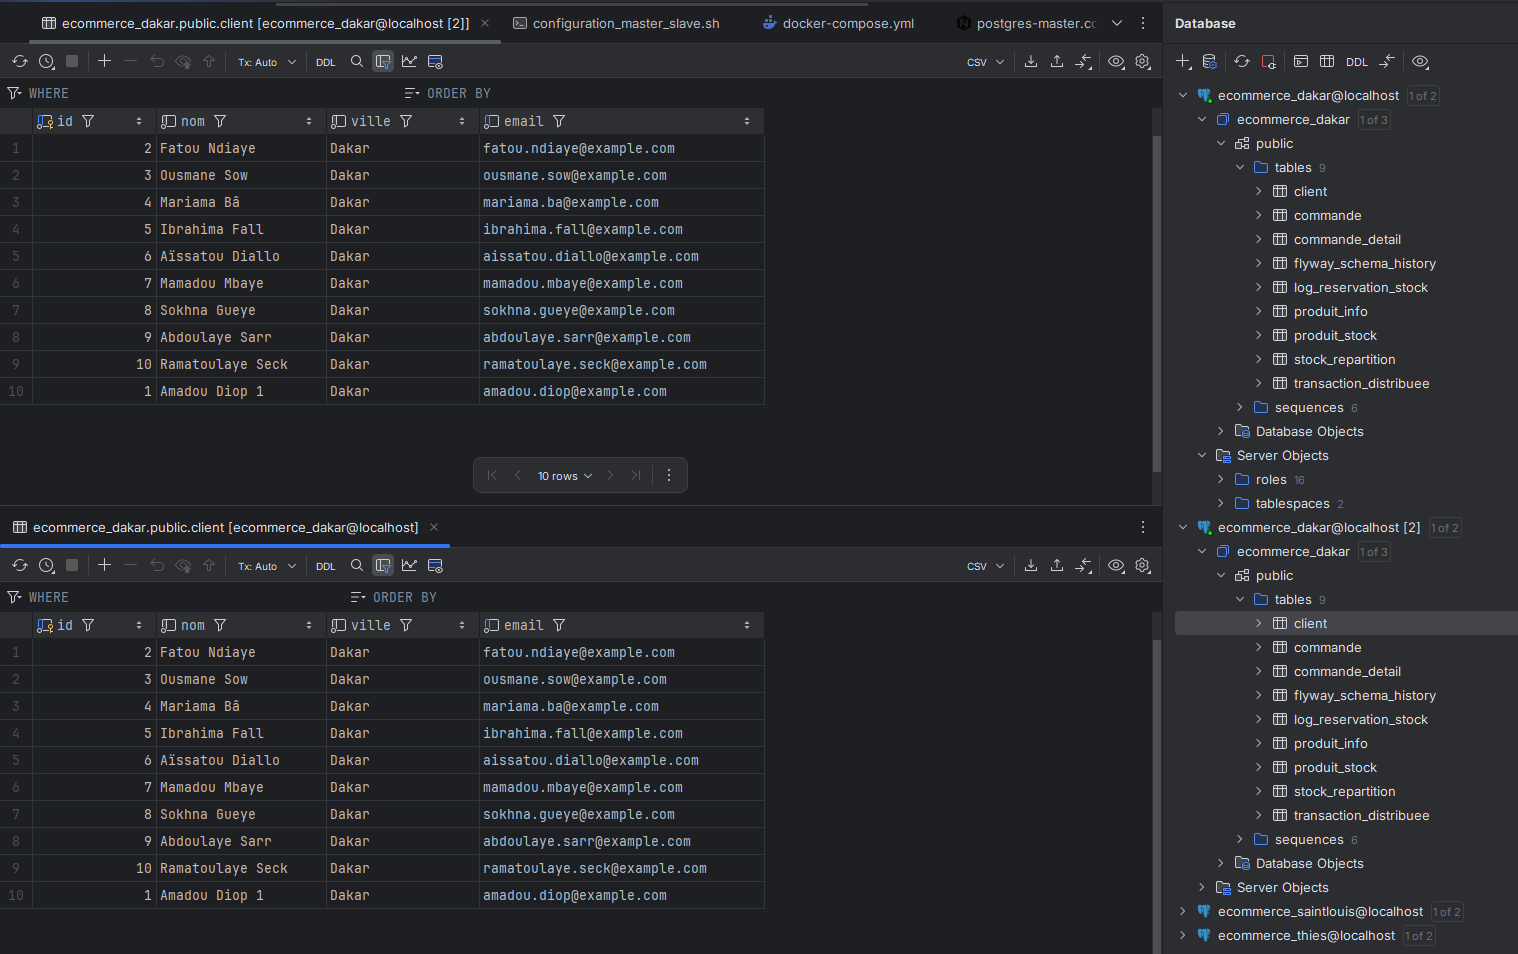 ecommerce_dakar.public.client [ecommerce_dakar@localhost [2]]
configuration_master_slave.sh
docker-compose.yml
postgres-master.cc
Tx: Auto
DDL
CSV
WHERE
ORDER BY
id nom ville email
1 2 Fatou Ndiaye Dakar fatou.ndiaye@example.com
2 3 Ousmane Sow Dakar ousmane.sow@example.com
3 4 Mariama Bâ Dakar mariama.ba@example.com
4 5 Ibrahima Fall Dakar ibrahima.fall@example.com
5 6 Aïssatou Diallo Dakar aissatou.diallo@example.com
6 7 Mamadou Mbaye Dakar mamadou.mbaye@example.com
7 8 Sokhna Gueye Dakar sokhna.gueye@example.com
8 9 Abdoulaye Sarr Dakar abdoulaye.sarr@example.com
9 10 Ramatoulaye Seck Dakar ramatoulaye.seck@example.com
10 1 Amadou Diop 1 Dakar amadou.diop@example.com
10 rows
ecommerce_dakar.public.client [ecommerce_dakar@localhost]
Tx: Auto
DDL
CSV
WHERE
ORDER BY
id nom ville email
1 2 Fatou Ndiaye Dakar fatou.ndiaye@example.com
2 3 Ousmane Sow Dakar ousmane.sow@example.com
3 4 Mariama Bâ Dakar mariama.ba@example.com
4 5 Ibrahima Fall Dakar ibrahima.fall@example.com
5 6 Aïssatou Diallo Dakar aissatou.diallo@example.com
6 7 Mamadou Mbaye Dakar mamadou.mbaye@example.com
7 8 Sokhna Gueye Dakar sokhna.gueye@example.com
8 9 Abdoulaye Sarr Dakar abdoulaye.sarr@example.com
9 10 Ramatoulaye Seck Dakar ramatoulaye.seck@example.com
10 1 Amadou Diop 1 Dakar amadou.diop@example.com
Database
DDL
ecommerce_dakar@localhost 1 of 2
ecommerce_dakar 1 of 3
public
tables 9
client
commande
commande_detail
flyway_schema_history
log_reservation_stock
produit_info
produit_stock
stock_repartition
transaction_distribuee
sequences 6
Database Objects
Server Objects
roles 16
tablespaces 2
ecommerce_dakar@localhost [2] 1 of 2
ecommerce_dakar 1 of 3
public
tables 9
client
commande
commande_detail
flyway_schema_history
log_reservation_stock
produit_info
produit_stock
stock_repartition
transaction_distribuee
sequences 6
Database Objects
Server Objects
ecommerce_saintlouis@localhost 1 of 2
ecommerce_thies@localhost 1 of 2